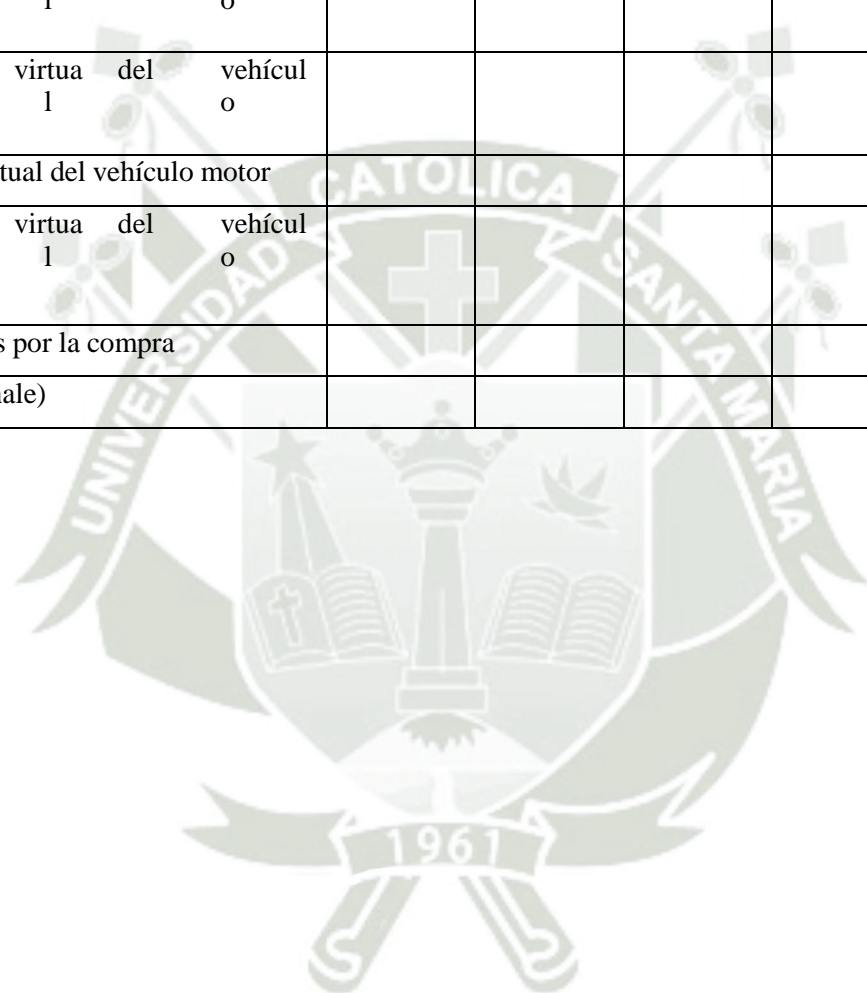 virtua del vehícul
l o
tual del vehículo motor
virtua del vehícul
l o
s por la compra
ale)
UNIVERSIDAD CATOLICA SANTA MARIA
1961